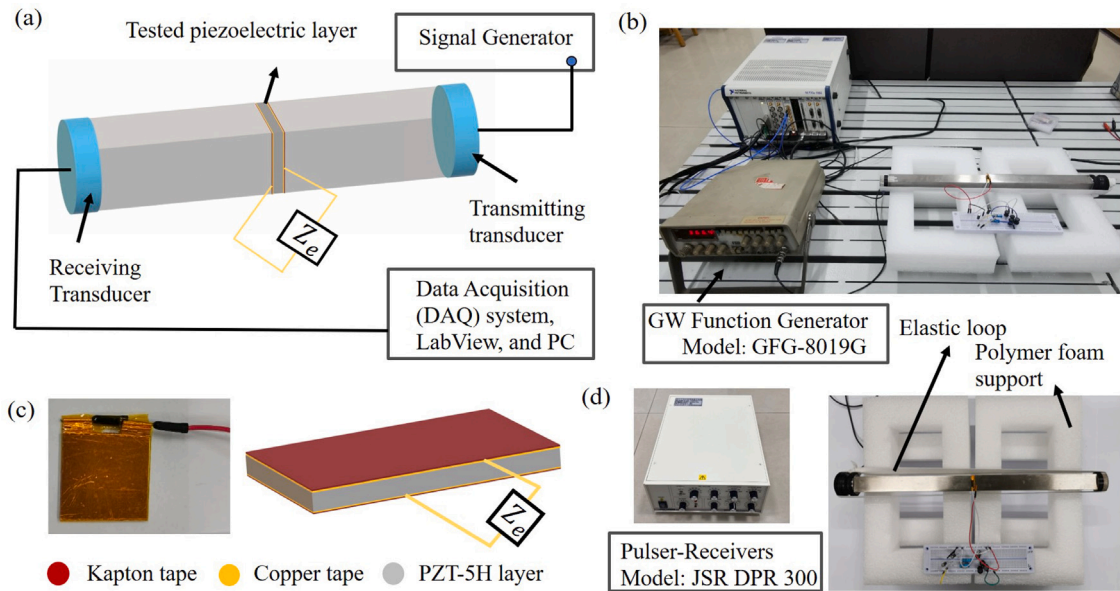 (a)
Tested piezoelectric layer
Signal Generator
Z_e
Transmitting
transducer
Receiving
Transducer
Data Acquisition
(DAQ) system,
LabView, and PC
(b)
GW Function Generator
Model: GFG-8019G
(c)
Z_e
Kapton tape
Copper tape
PZT-5H layer
(d)
Elastic loop
Polymer foam
support
Pulser-Receivers
Model: JSR DPR 300